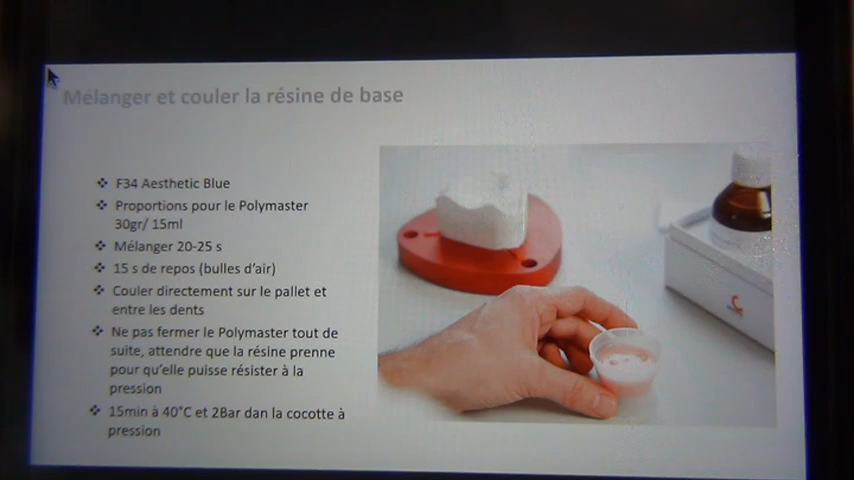 Mélanger et couler la résine de base
F34 Aesthetic Blue
Proportions pour le Polymaster
30gr/ 15ml
Mélanger 20-25 s
15 s de repos (bulles d'air)
Couler directement sur le pallet et
entre les dents
Ne pas fermer le Polymaster tout de
suite, attendre que la résine prenne
pour qu'elle puisse résister à la
pression
15min à 40°C et 2Bar dan la cocotte à
pression